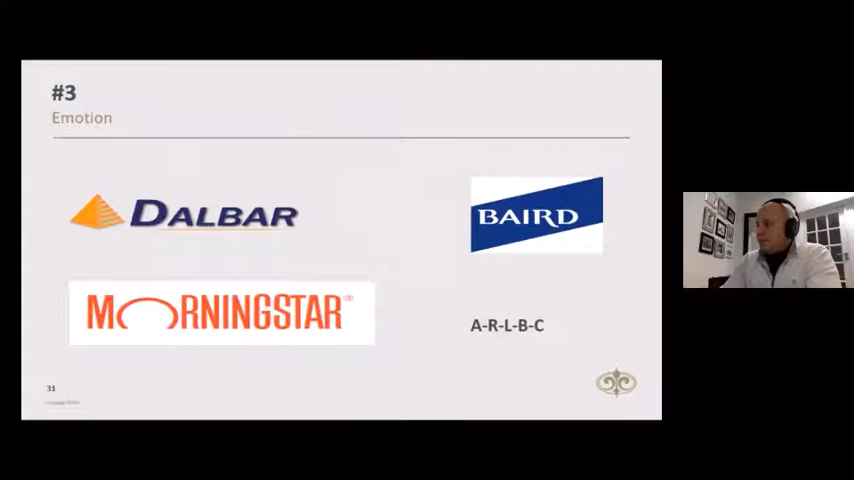 #3
Emotion
DALBAR
BAIRD
MORNINGSTAR®
A-R-L-B-C
31